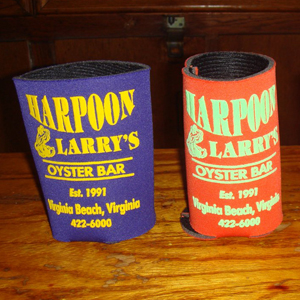 HARPOON
& LARRY'S
OYSTER BAR
Est. 1991
Virginia Beach, Virginia
422-6000
HARPOON
& LARRY'S
OYSTER BAR
Est. 1991
Virginia Beach, Virginia
422-6000